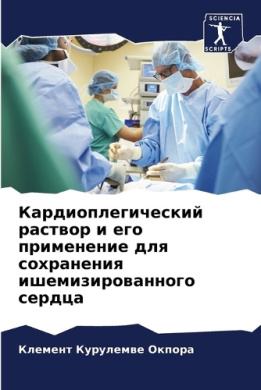 SCIENCIA
SCRIPTS
Кардиоплегический
раствор и его
применение для
сохранения
ишемизированного
сердца
Клемент Курулемве Окпора